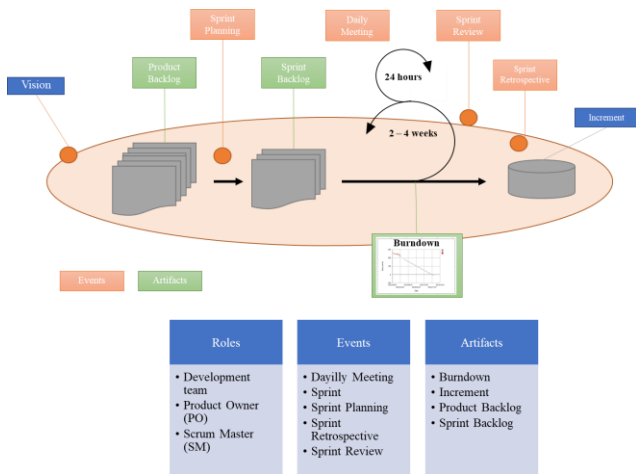 Sprint
Planning
Daily
Meeting
Sprint
Review
Product
Backlog
Sprint
Backlog
Sprint
Retrospective
Vision
24 hours
Increment
2 – 4 weeks
Burndown
Events
Artifacts
Roles
• Development
team
• Product Owner
(PO)
• Scrum Master
(SM)
Events
• Dayilly Meeting
• Sprint
• Sprint Planning
• Sprint
Retrospective
• Sprint Review
Artifacts
• Burndown
• Increment
• Product Backlog
• Sprint Backlog